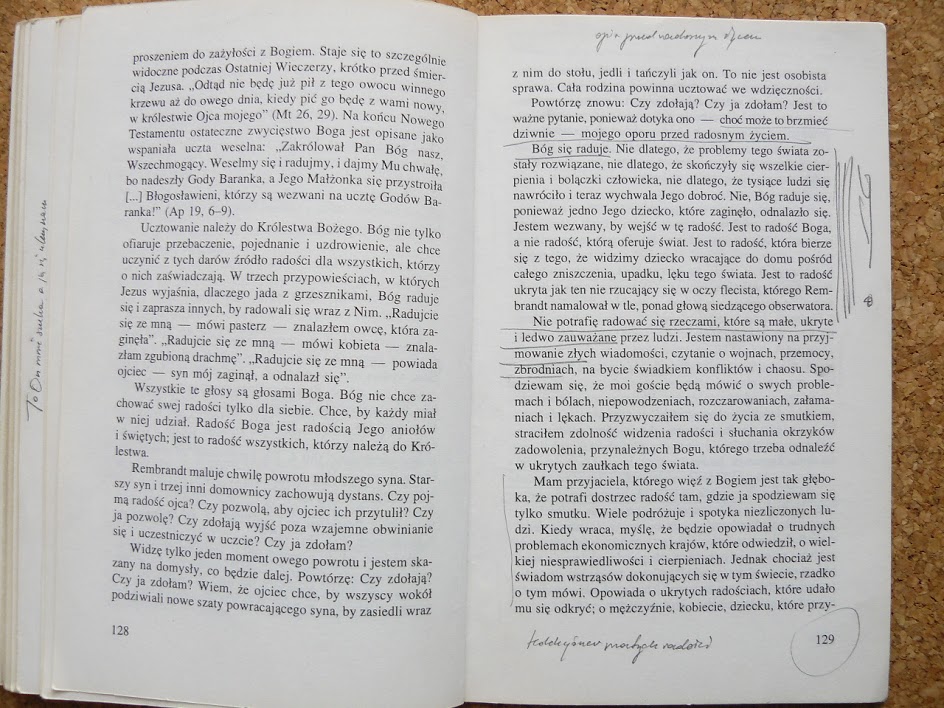 proszeniem do zażyłości z Bogiem. Staje się to szczególnie
widoczne podczas Ostatniej Wieczerzy, krótko przed śmier-
cią Jezusa. „Odtąd nie będę już pił z tego owocu winnego
krzewu aż do owego dnia, kiedy pić go będę z wami nowy,
w królestwie Ojca mojego” (Mt 26, 29). Na końcu Nowego
Testamentu ostateczne zwycięstwo Boga jest opisane jako
wspaniała uczta weselna: „Zakrólował Pan Bóg nasz,
Wszechmogący. Weselmy się i radujmy, i dajmy Mu chwałę,
bo nadeszły Gody Baranka, a Jego Małżonka się przystroiła
[...] Błogosławieni, którzy są wezwani na ucztę Godów Ba-
ranka!” (Ap 19, 6–9).
Ucztowanie należy do Królestwa Bożego. Bóg nie tylko
ofiaruje przebaczenie, pojednanie i uzdrowienie, ale chce
uczynić z tych darów źródło radości dla wszystkich, którzy
o nich zaświadczają. W trzech przypowieściach, w których
Jezus wyjaśnia, dlaczego jada z grzesznikami, Bóg raduje
się i zaprasza innych, by radowali się wraz z Nim. „Radujcie
się ze mną — mówi pasterz — znalazłem owcę, która za-
ginęła”. „Radujcie się ze mną — mówi kobieta — znala-
złam zgubioną drachmę”. „Radujcie się ze mną — powiada
ojciec — syn mój zaginął, a odnalazł się”.
Wszystkie te głosy są głosami Boga. Bóg nie chce za-
chować swej radości tylko dla siebie. Chce, by każdy miał
w niej udział. Radość Boga jest radością Jego aniołów
i świętych; jest to radość wszystkich, którzy należą do Kró-
lestwa.
Rembrandt maluje chwilę powrotu młodszego syna. Star-
szy syn i trzej inni domownicy zachowują dystans. Czy poj-
mą radość ojca? Czy pozwolą, aby ojciec ich przytulił? Czy
ja pozwolę? Czy zdołają wyjść poza wzajemne obwinianie
się i uczestniczyć w uczcie? Czy ja zdołam?
Widzę tylko jeden moment owego powrotu i jestem ska-
zany na domysły, co będzie dalej. Powtórzę: Czy zdołają?
Czy ja zdołam? Wiem, że ojciec chce, by wszyscy wokół
podziwiali nowe szaty powracającego syna, by zasiedli wraz
128
opór przed radosnym życiem
z nim do stołu, jedli i tańczyli jak on. To nie jest osobista
sprawa. Cała rodzina powinna ucztować we wdzięczności.
Powtórzę znowu: Czy zdołają? Czy ja zdołam? Jest to
ważne pytanie, ponieważ dotyka ono — choć może to brzmieć
dziwnie — mojego oporu przed radosnym życiem.
Bóg się raduje. Nie dlatego, że problemy tego świata zo-
stały rozwiązane, nie dlatego, że skończyły się wszelkie cier-
pienia i bolączki człowieka, nie dlatego, że tysiące ludzi się
nawróciło i teraz wychwala Jego dobroć. Nie, Bóg raduje się,
ponieważ jedno Jego dziecko, które zaginęło, odnalazło się.
Jestem wezwany, by wejść w tę radość. Jest to radość Boga,
a nie radość, którą oferuje świat. Jest to radość, która bierze
się z tego, że widzimy dziecko wracające do domu pośród
całego zniszczenia, upadku, lęku tego świata. Jest to radość
ukryta jak ten nie rzucający się w oczy flecista, którego Rem-
brandt namalował w tle, ponad głową siedzącego obserwatora.
Nie potrafię radować się rzeczami, które są małe, ukryte
i ledwo zauważane przez ludzi. Jestem nastawiony na przyj-
mowanie złych wiadomości, czytanie o wojnach, przemocy,
zbrodniach, na bycie świadkiem konfliktów i chaosu. Spo-
dziewam się, że moi goście będą mówić o swych proble-
mach i bólach, niepowodzeniach, rozczarowaniach, załama-
niach i lękach. Przyzwyczaiłem się do życia ze smutkiem,
straciłem zdolność widzenia radości i słuchania okrzyków
zadowolenia, przynależnych Bogu, którego trzeba odnaleźć
w ukrytych zaułkach tego świata.
Mam przyjaciela, którego więź z Bogiem jest tak głębo-
ka, że potrafi dostrzec radość tam, gdzie ja spodziewam się
tylko smutku. Wiele podróżuje i spotyka niezliczonych lu-
dzi. Kiedy wraca, myślę, że będzie opowiadał o trudnych
problemach ekonomicznych krajów, które odwiedził, o wiel-
kiej niesprawiedliwości i cierpieniach. Jednak chociaż jest
świadom wstrząsów dokonujących się w tym świecie, rzadko
o tym mówi. Opowiada o ukrytych radościach, które udało
mu się odkryć; o mężczyźnie, kobiecie, dziecku, które przy-
małych radości
129
To On mnie szuka a ja się ukrywam